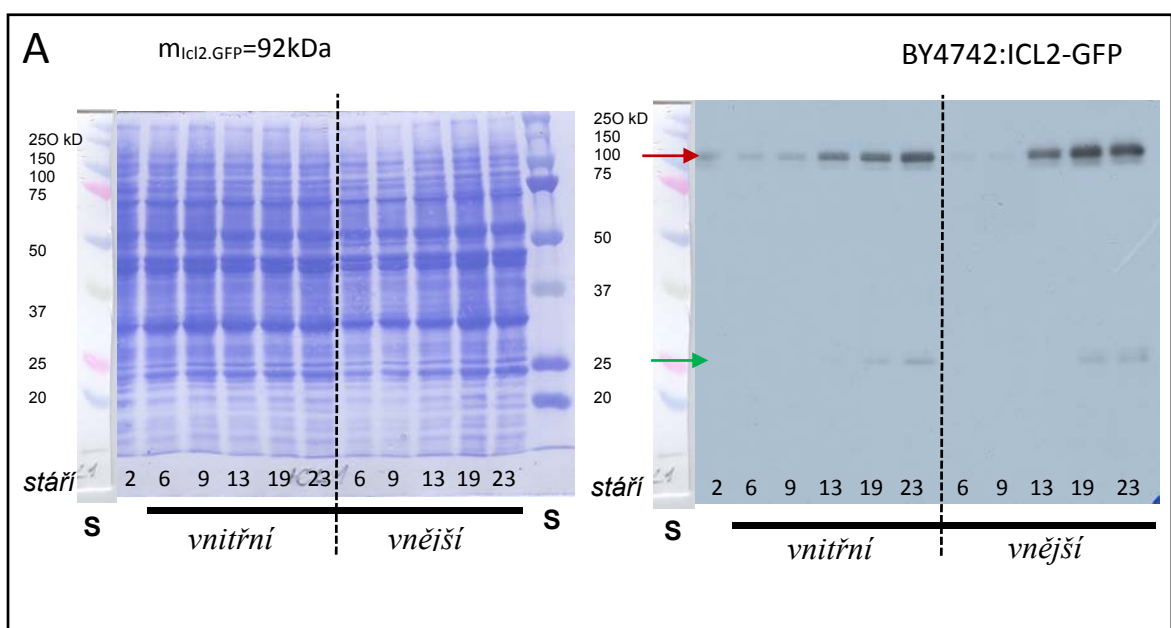 A
mIcl2.GFP=92kDa
BY4742:ICL2-GFP
25O kD
150
100
75
50
37
25
20
stáří 2 6 9 13 19 23 6 9 13 19 23
S
vnitřní
vnější
S
25O kD
150
100
75
50
37
25
20
stáří 2 6 9 13 19 23 6 9 13 19 23
S
vnitřní
vnější